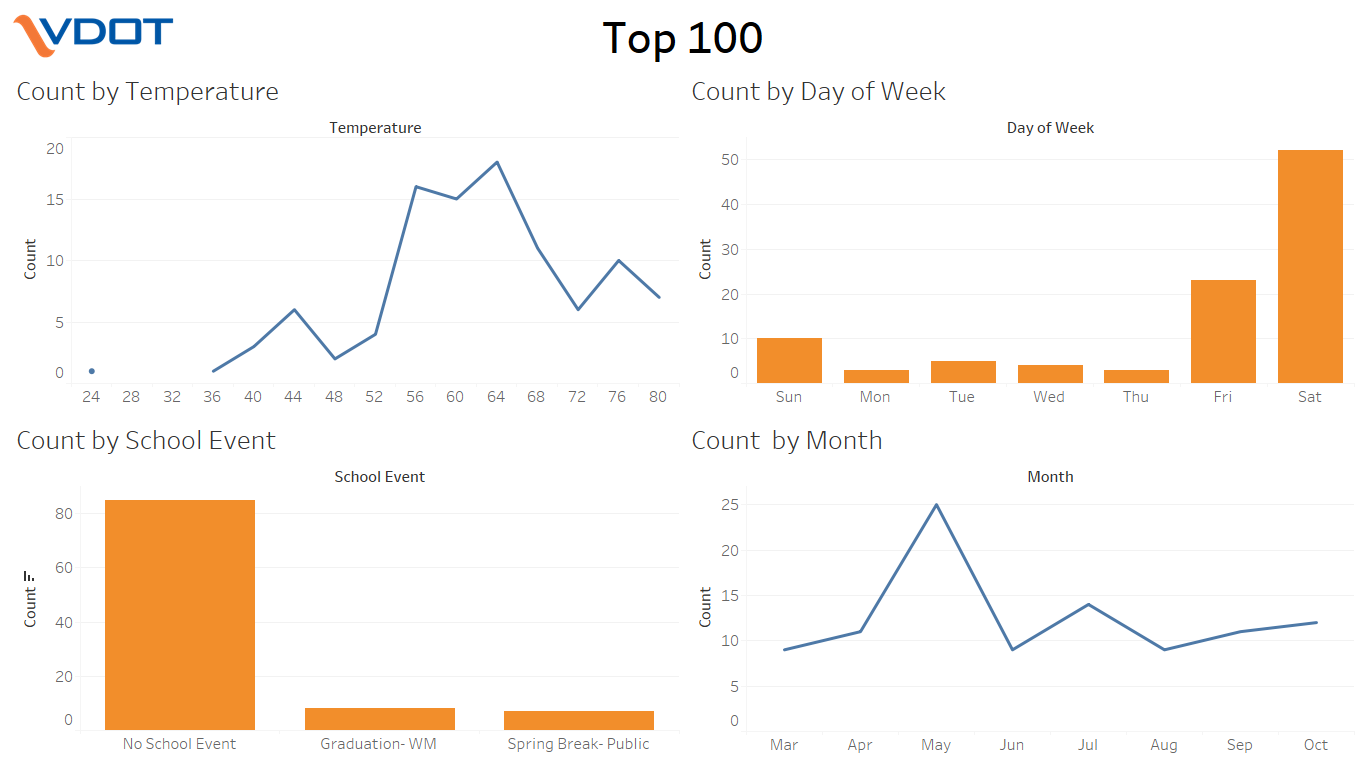 VDOT
Top 100
Count by Temperature
Temperature
Count
20
15
10
5
0
24 28 32 36 40 44 48 52 56 60 64 68 72 76 80
Count by Day of Week
Day of Week
Count
50
40
30
20
10
0
Sun Mon Tue Wed Thu Fri Sat
Count by School Event
School Event
Count
80
60
40
20
0
No School Event Graduation- WM Spring Break- Public
Count by Month
Month
Count
25
20
15
10
5
0
Mar Apr May Jun Jul Aug Sep Oct